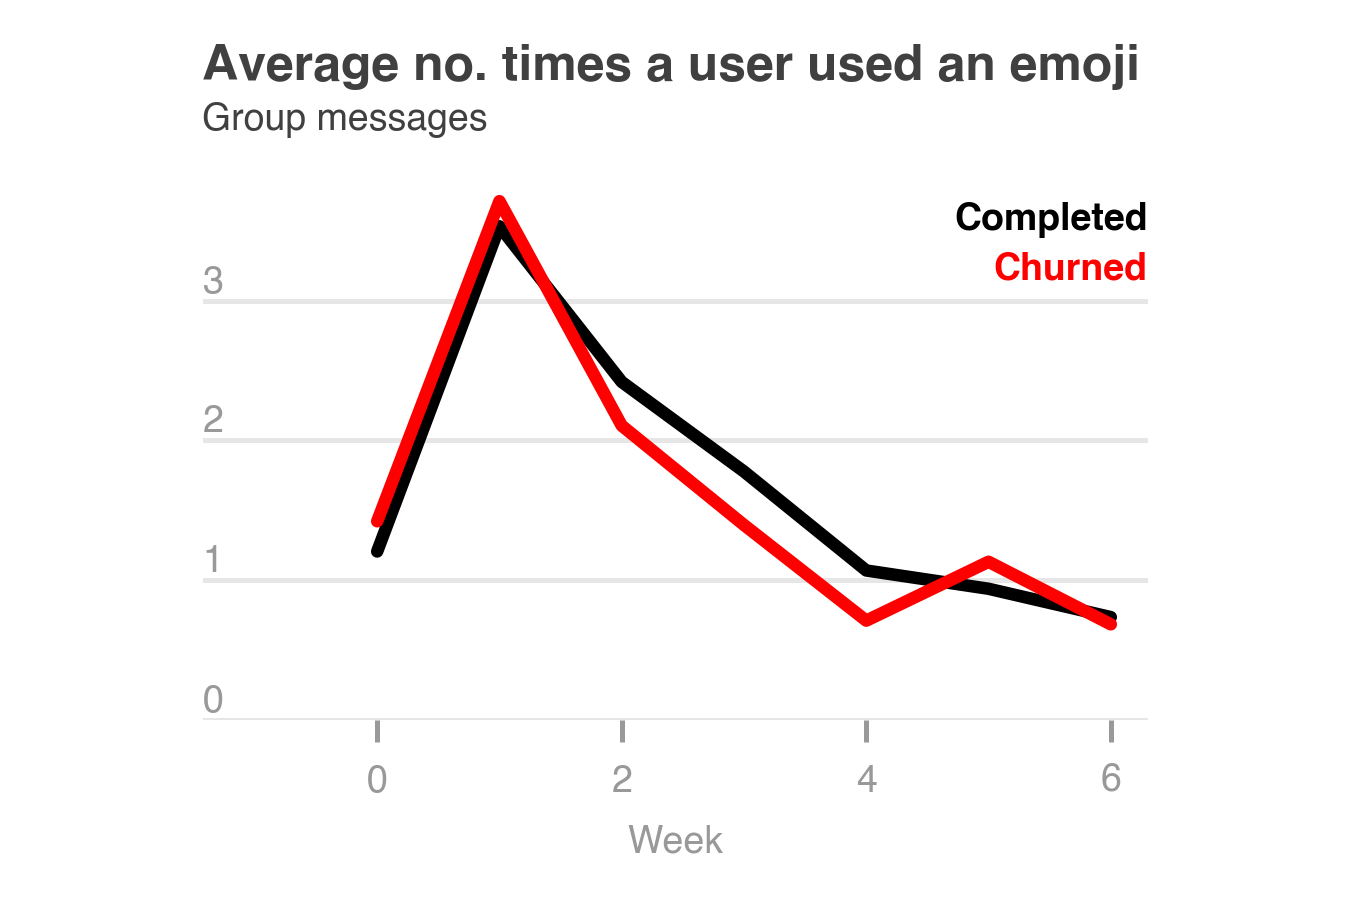 Average no. times a user used an emoji
Group messages
Completed
Churned
3
2
1
0
0 2 4 6
Week